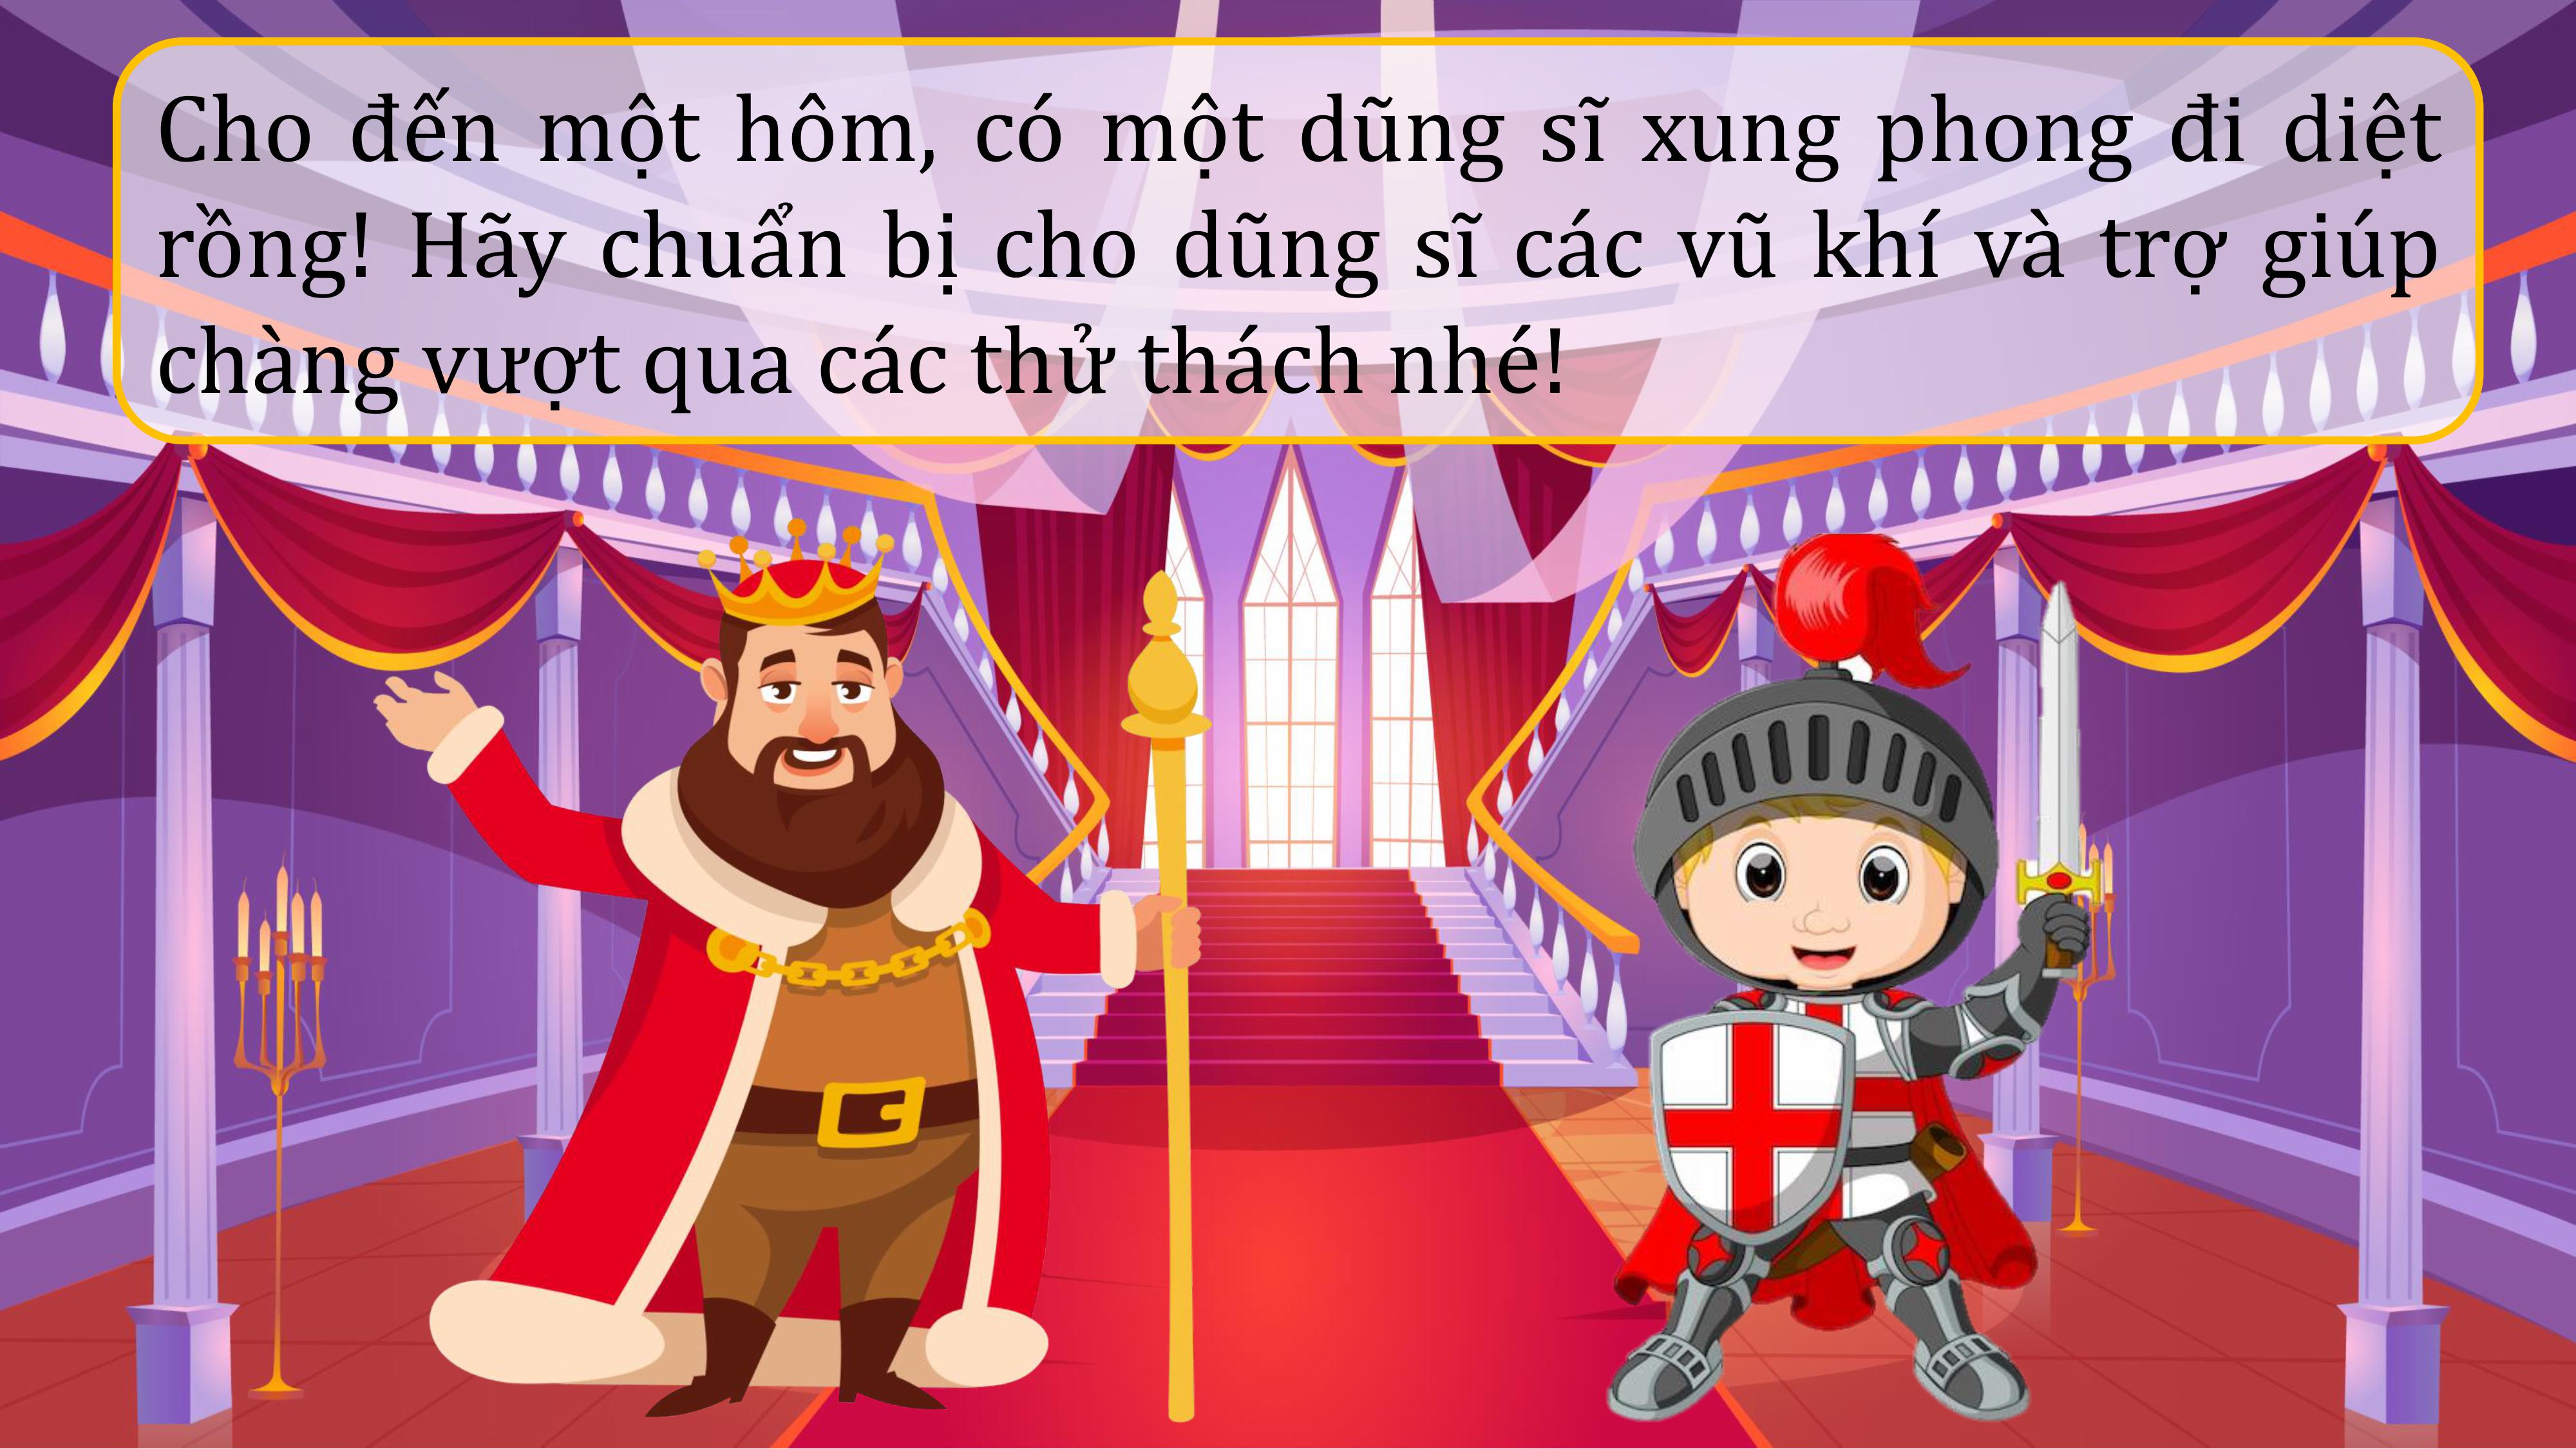 Cho đến một hôm, có một dũng sĩ xung phong đi diệt
rồng! Hãy chuẩn bị cho dũng sĩ các vũ khí và trợ giúp
chàng vượt qua các thử thách nhé!